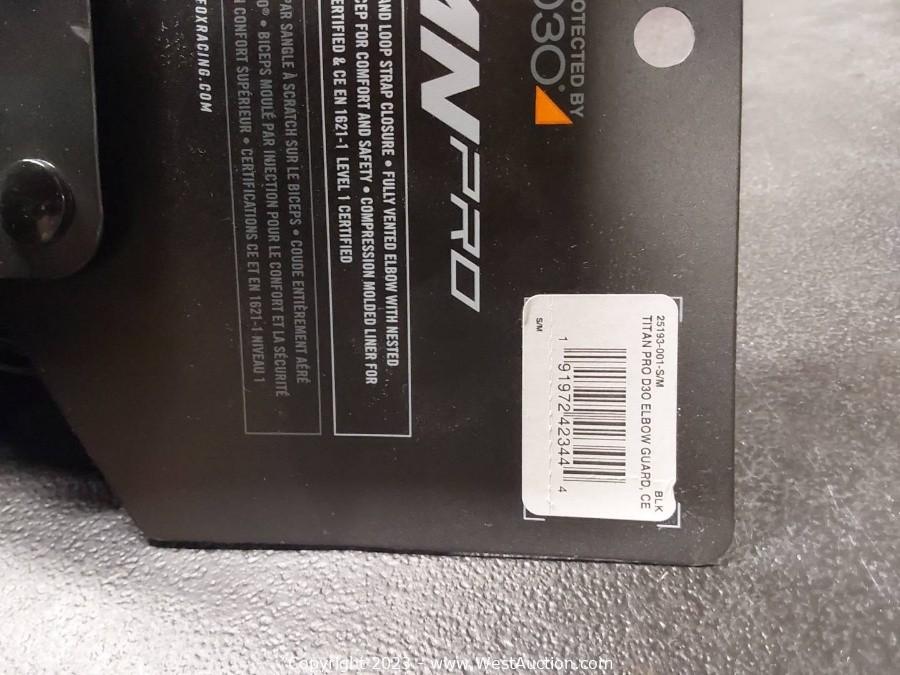 PROTECTED BY
D3O®
PRO
AND LOOP STRAP CLOSURE • FULLY VENTED ELBOW WITH NESTED
FOR COMFORT AND SAFETY • COMPRESSION MOLDED LINER FOR
CERTIFIED & CE EN 1621-1 LEVEL 1 CERTIFIED
PAR SANGLE À SCRATCH SUR LE BICEPS • COUDE ENTIÈREMENT AÉRÉ
• BICEPS MOULÉ PAR INJECTION POUR LE CONFORT ET LA SÉCURITÉ
CONFORT SUPÉRIEUR • CERTIFICATIONS CE ET EN 1621-1 NIVEAU 1
FOXRACING.COM
25193-001-S/M BLK
TITAN PRO D3O ELBOW GUARD, CE
1 91972 42344 4
S/M
Copyright 2023 - www.WestAuction.com